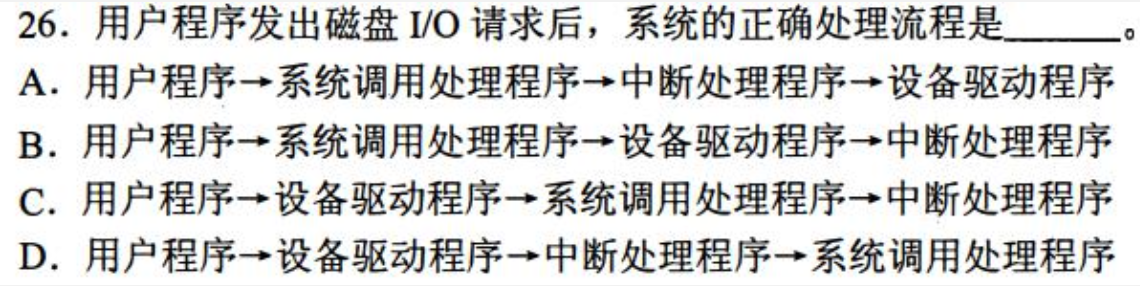 26．用户程序发出磁盘 I/O 请求后，系统的正确处理流程是______。
A．用户程序→系统调用处理程序→中断处理程序→设备驱动程序
B．用户程序→系统调用处理程序→设备驱动程序→中断处理程序
C．用户程序→设备驱动程序→系统调用处理程序→中断处理程序
D．用户程序→设备驱动程序→中断处理程序→系统调用处理程序